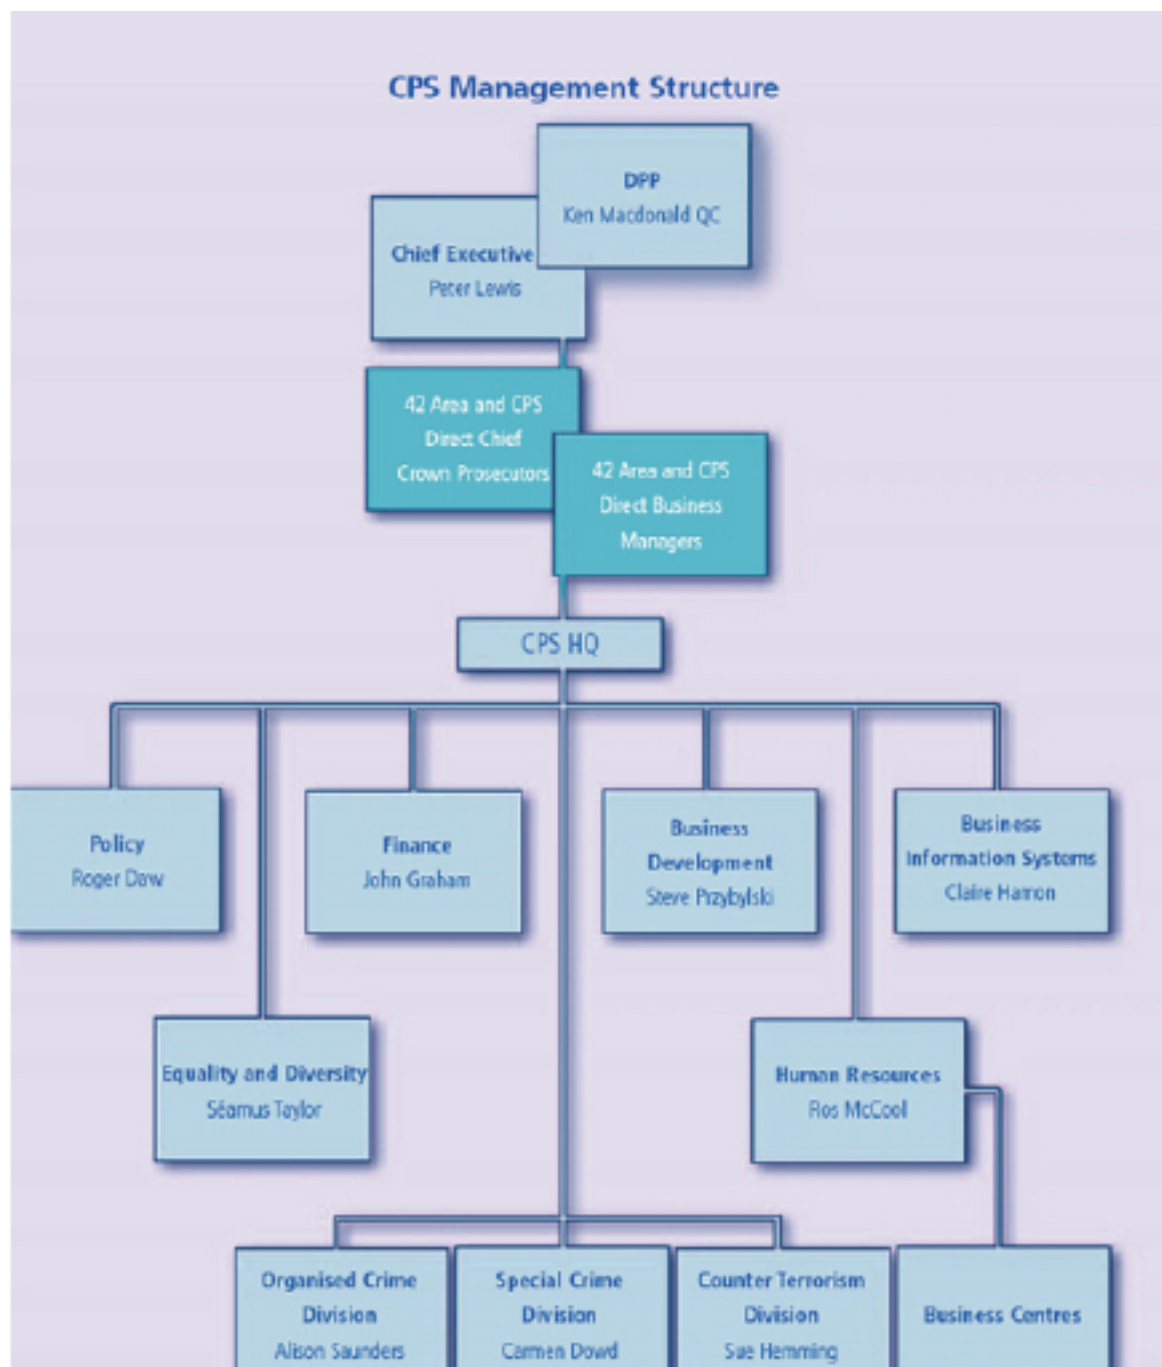 CPS Management Structure
DPP
Ken Macdonald QC
Chief Executive
Peter Lewis
42 Area and CPS
Direct Chief
Crown Prosecutors
42 Area and CPS
Direct Business
Managers
CPS HQ
Policy
Roger Daw
Finance
John Graham
Business
Development
Steve Przybylski
Business
Information Systems
Claire Hamon
Equality and Diversity
Séamus Taylor
Human Resources
Ros McCool
Organised Crime
Division
Alison Saunders
Special Crime
Division
Carmen Dowd
Counter Terrorism
Division
Sue Hemming
Business Centres